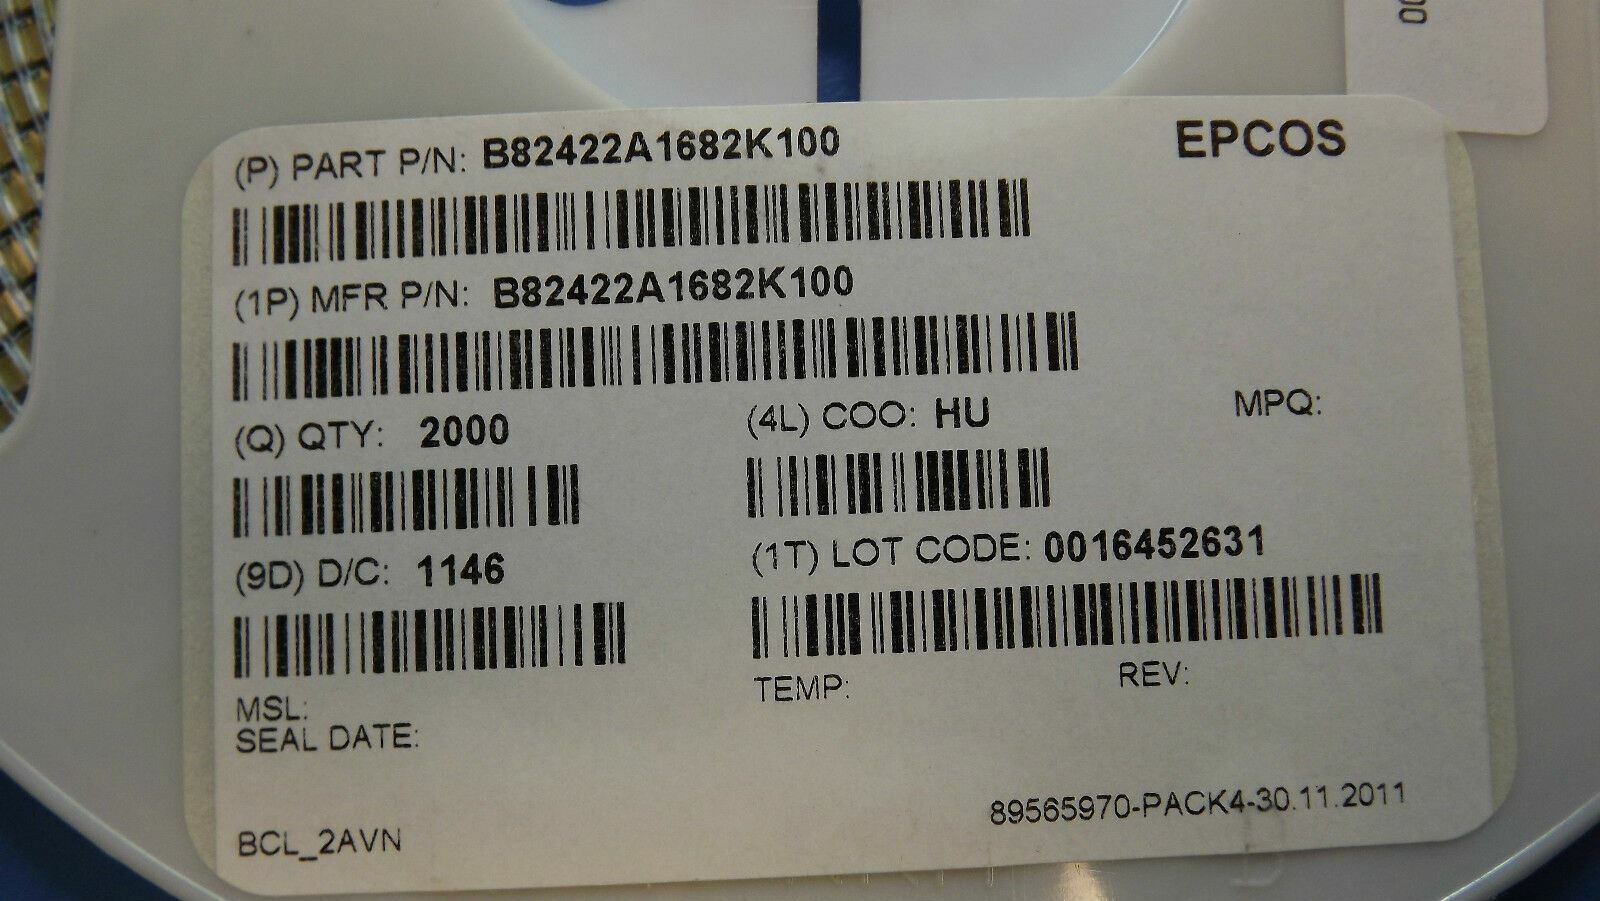 00
(P) PART P/N: B82422A1682K100 EPCOS
(1P) MFR P/N: B82422A1682K100
(Q) QTY: 2000 (4L) COO: HU MPQ:
(9D) D/C: 1146 (1T) LOT CODE: 0016452631
MSL: TEMP: REV:
SEAL DATE:
89565970-PACK4-30.11.2011
BCL_2AVN